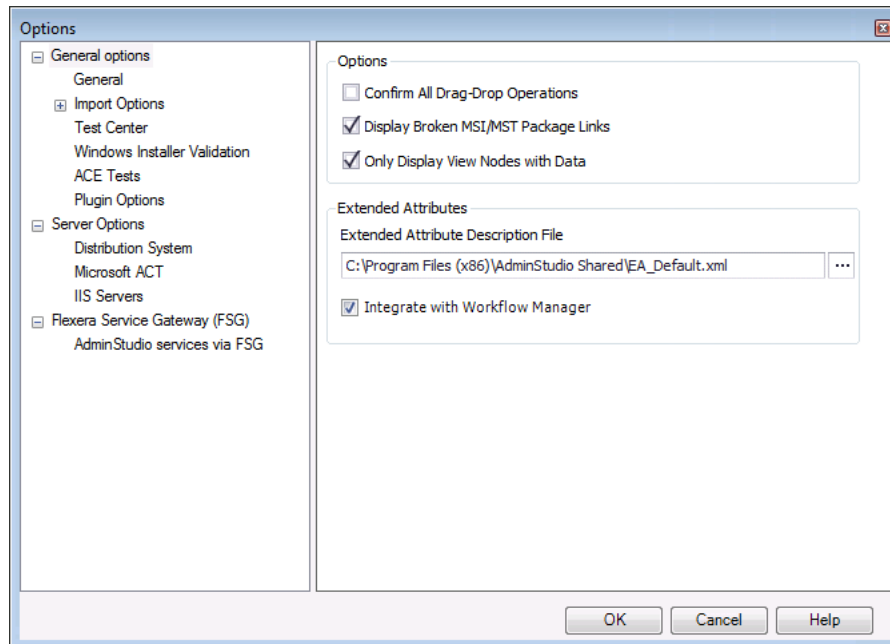 Options
General options
General
Import Options
Test Center
Windows Installer Validation
ACE Tests
Plugin Options
Server Options
Distribution System
Microsoft ACT
IIS Servers
Flexera Service Gateway (FSG)
AdminStudio services via FSG
Options
Confirm All Drag-Drop Operations
Display Broken MSI/MST Package Links
Only Display View Nodes with Data
Extended Attributes
Extended Attribute Description File
C:\Program Files (x86)\AdminStudio Shared\EA_Default.xml ...
Integrate with Workflow Manager
OK Cancel Help